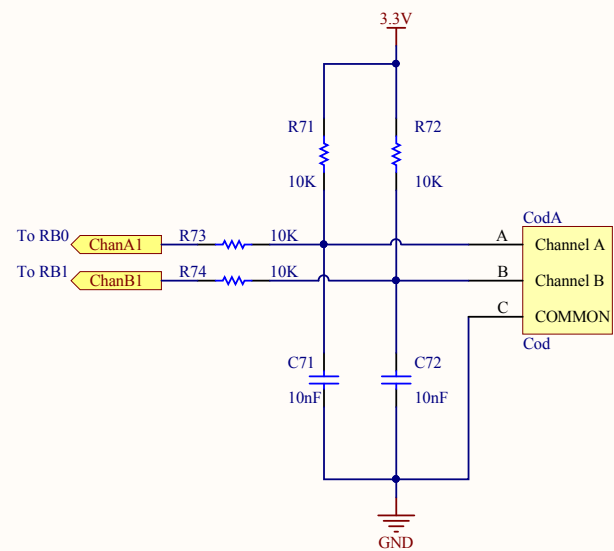 3.3V
R71
R72
10K
10K
CodA
To RB0
ChanA1
R73
10K
A
Channel A
To RB1
ChanB1
R74
10K
B
Channel B
C
COMMON
Cod
C71
C72
10nF
10nF
GND